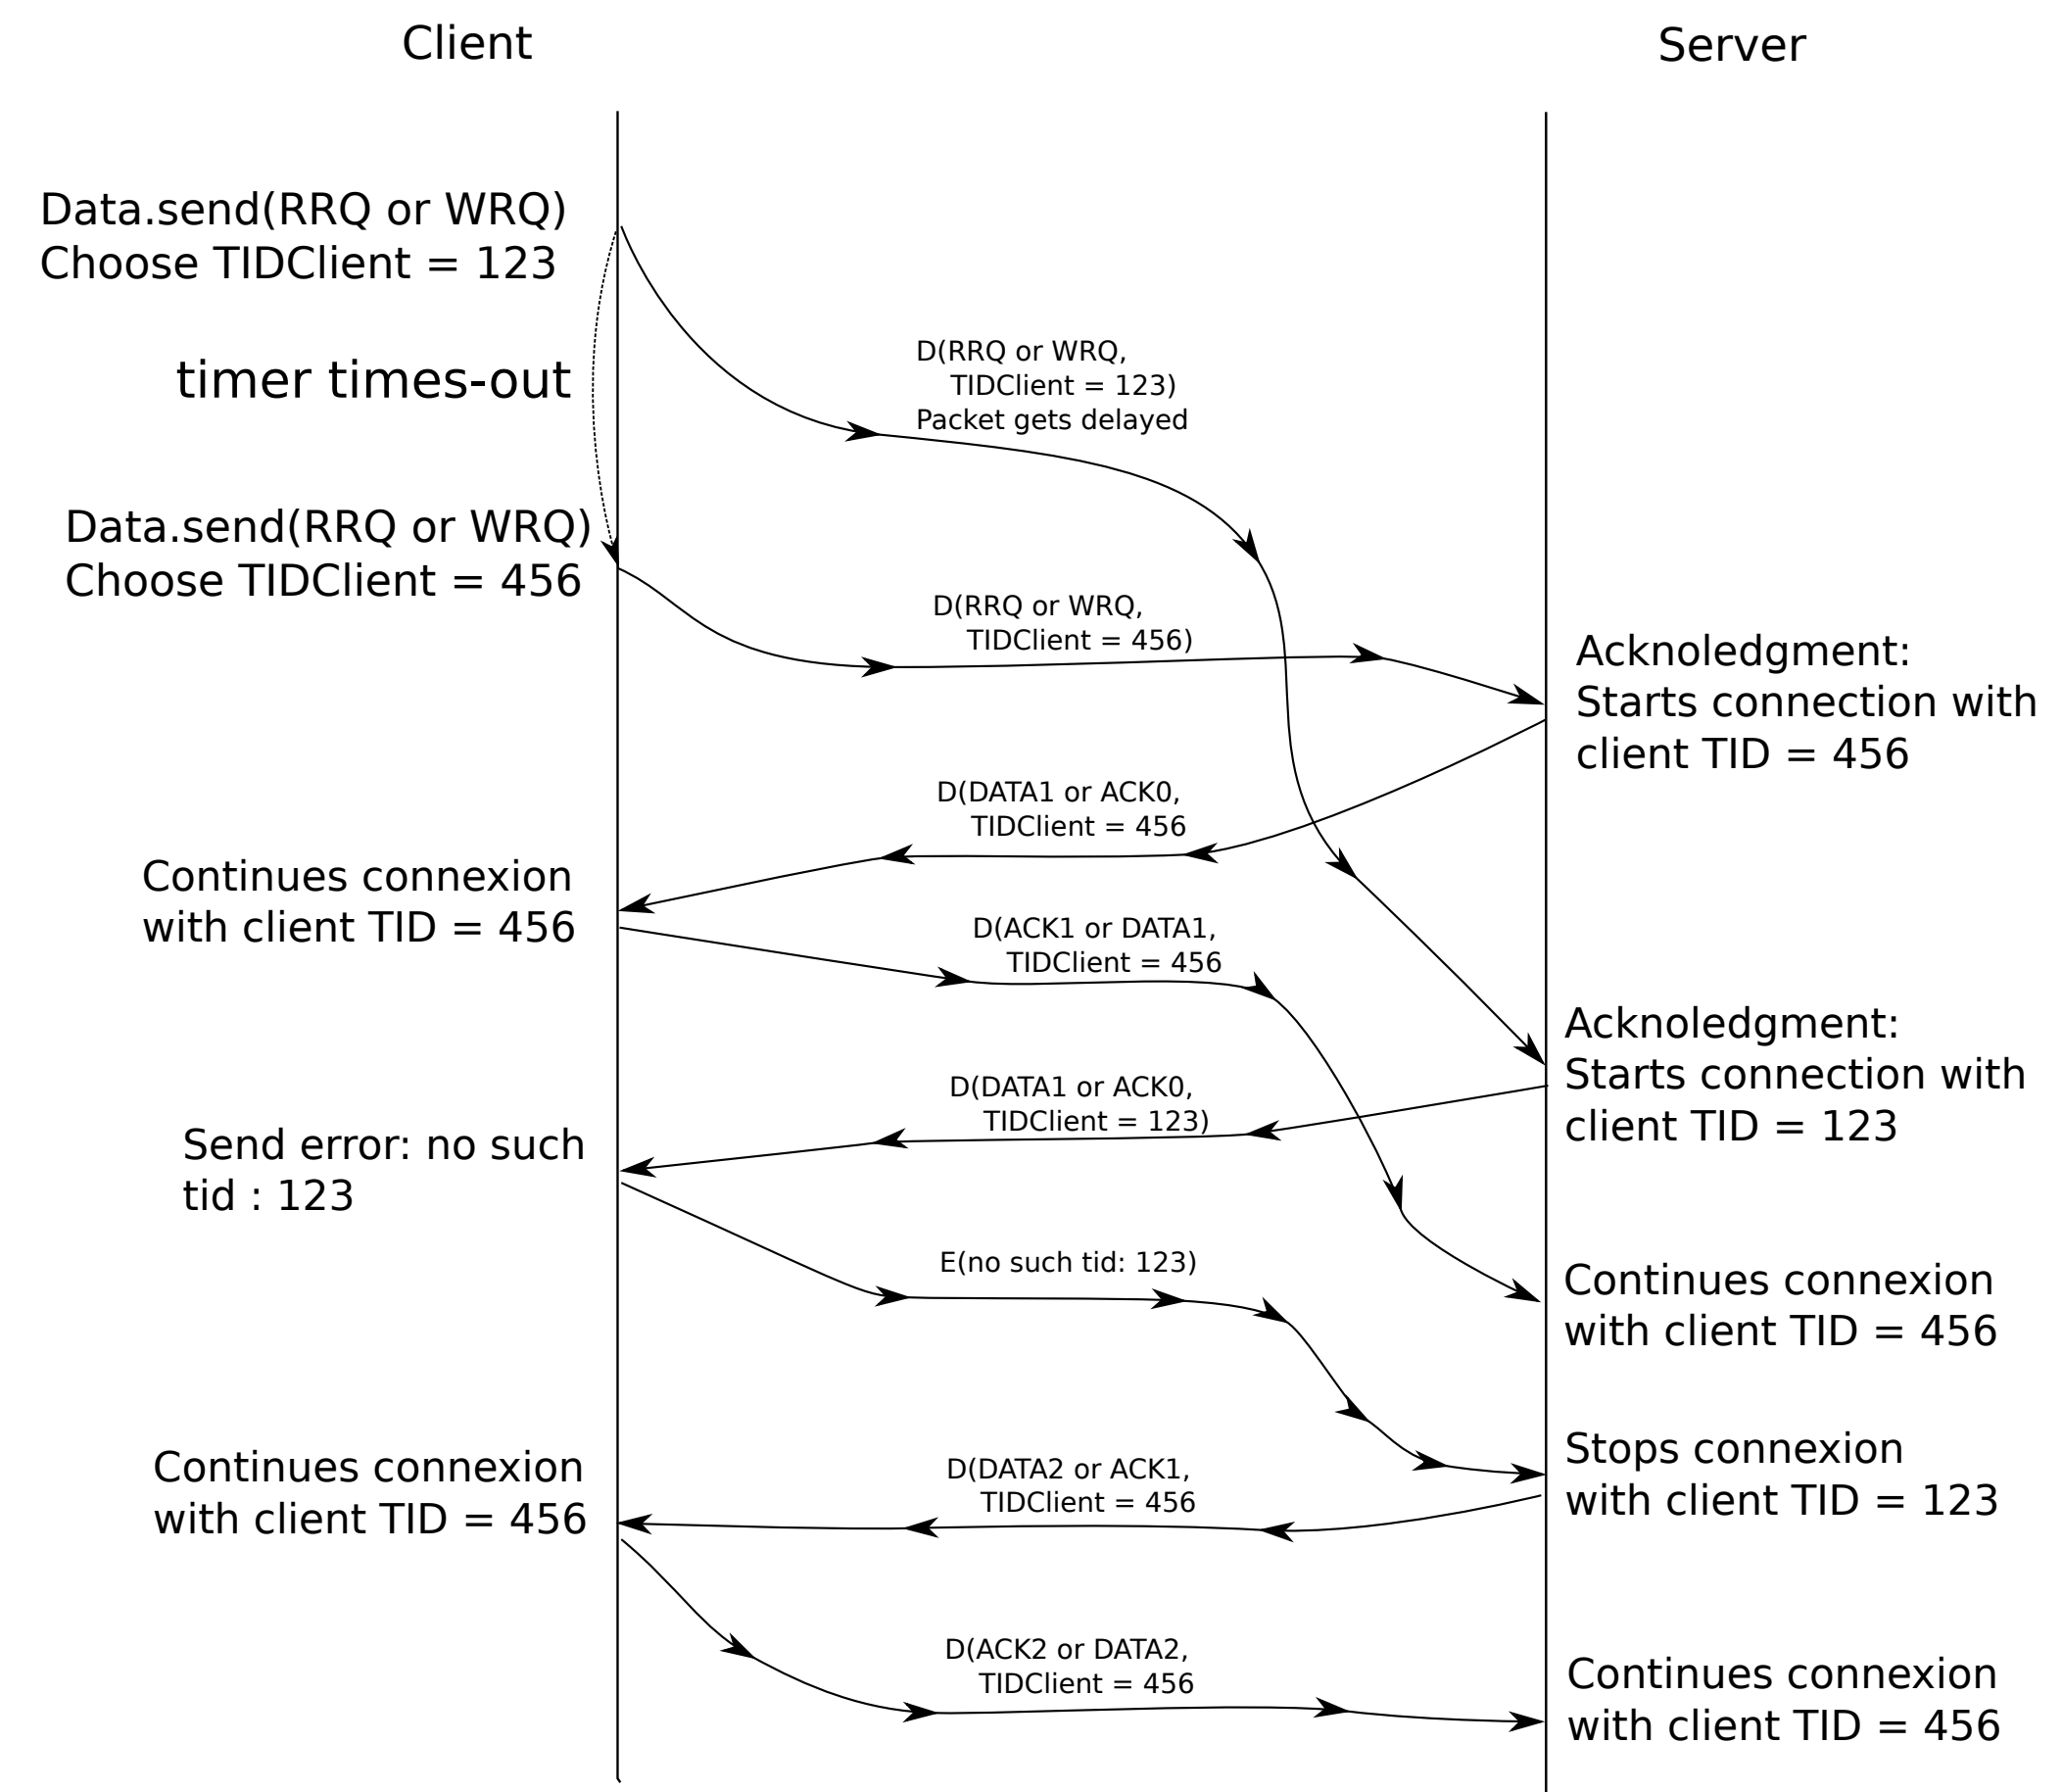 Client
Server
Data.send(RRQ or WRQ)
Choose TIDClient = 123
timer times-out
D(RRQ or WRQ,
TIDClient = 123)
Packet gets delayed
Data.send(RRQ or WRQ)
Choose TIDClient = 456
D(RRQ or WRQ,
TIDClient = 456)
Acknoledgment:
Starts connection with
client TID = 456
D(DATA1 or ACK0,
TIDClient = 456
Continues connexion
with client TID = 456
D(ACK1 or DATA1,
TIDClient = 456
Acknoledgment:
Starts connection with
client TID = 123
D(DATA1 or ACK0,
TIDClient = 123)
Send error: no such
tid : 123
E(no such tid: 123)
Continues connexion
with client TID = 456
Stops connexion
with client TID = 123
D(DATA2 or ACK1,
TIDClient = 456
Continues connexion
with client TID = 456
D(ACK2 or DATA2,
TIDClient = 456
Continues connexion
with client TID = 456